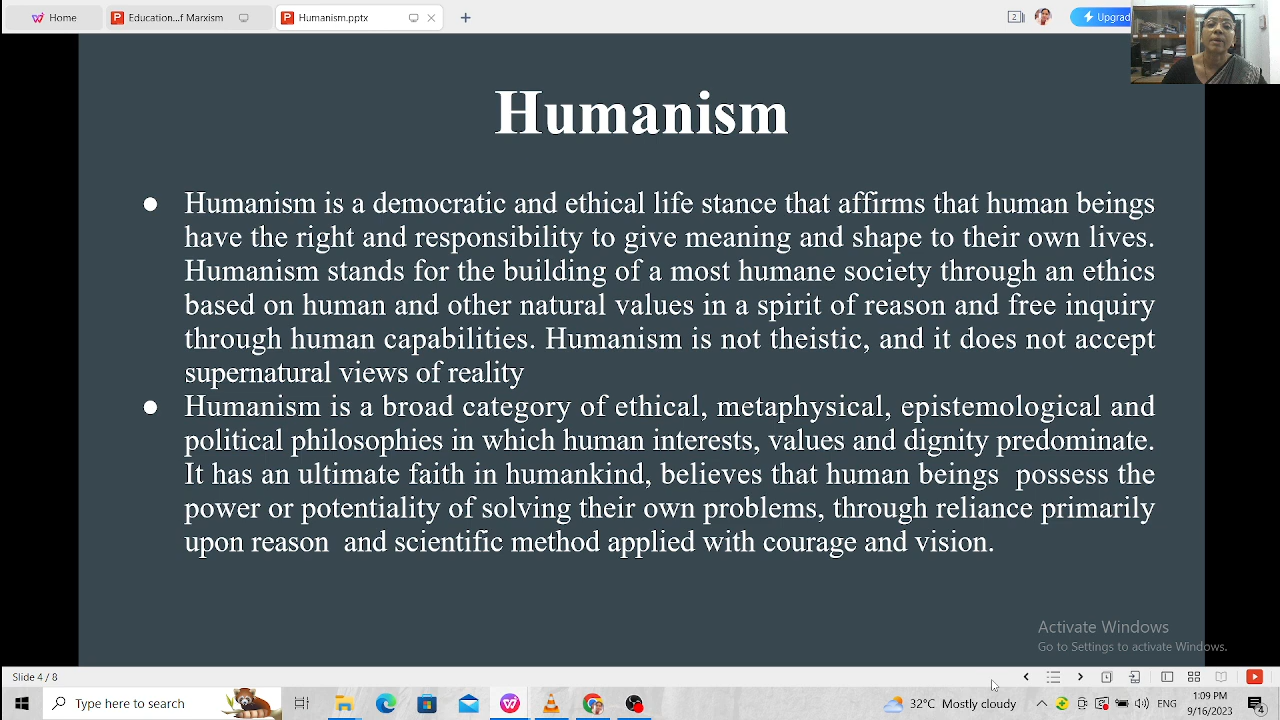 Home
Education...f Marxism
Humanism.pptx
2
Upgrad
Humanism
Humanism is a democratic and ethical life stance that affirms that human beings
have the right and responsibility to give meaning and shape to their own lives.
Humanism stands for the building of a most humane society through an ethics
based on human and other natural values in a spirit of reason and free inquiry
through human capabilities. Humanism is not theistic, and it does not accept
supernatural views of reality
Humanism is a broad category of ethical, metaphysical, epistemological and
political philosophies in which human interests, values and dignity predominate.
It has an ultimate faith in humankind, believes that human beings possess the
power or potentiality of solving their own problems, through reliance primarily
upon reason and scientific method applied with courage and vision.
Activate Windows
Go to Settings to activate Windows.
Slide 4 / 8
Type here to search
32°C Mostly cloudy
ENG
1:09 PM
9/16/2023
4